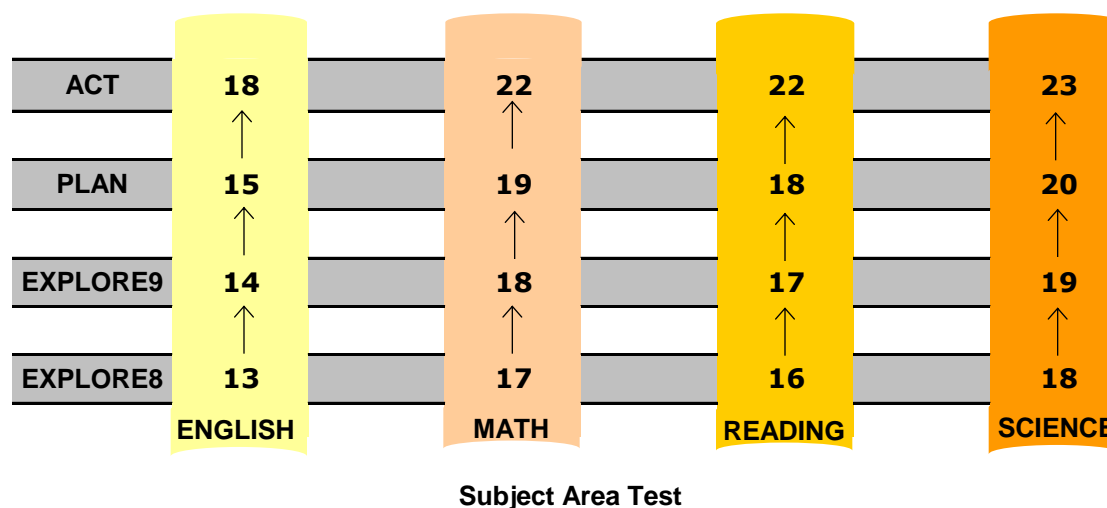 ACT 18 22 22 23
PLAN 15 19 18 20
EXPLORE9 14 18 17 19
EXPLORE8 13 17 16 18
ENGLISH MATH READING SCIENCE
Subject Area Test